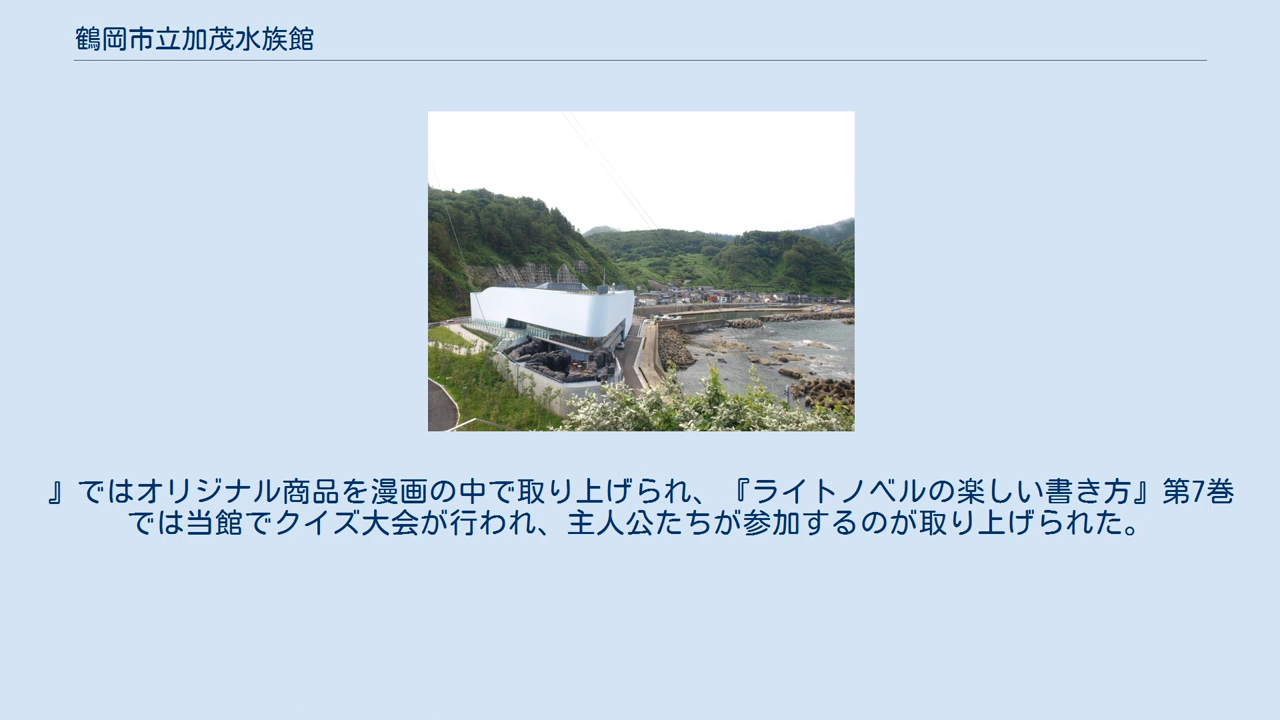 鶴岡市立加茂水族館
』ではオリジナル商品を漫画の中で取り上げられ、『ライトノベルの楽しい書き方』第7巻
では当館でクイズ大会が行われ、主人公たちが参加するのが取り上げられた。